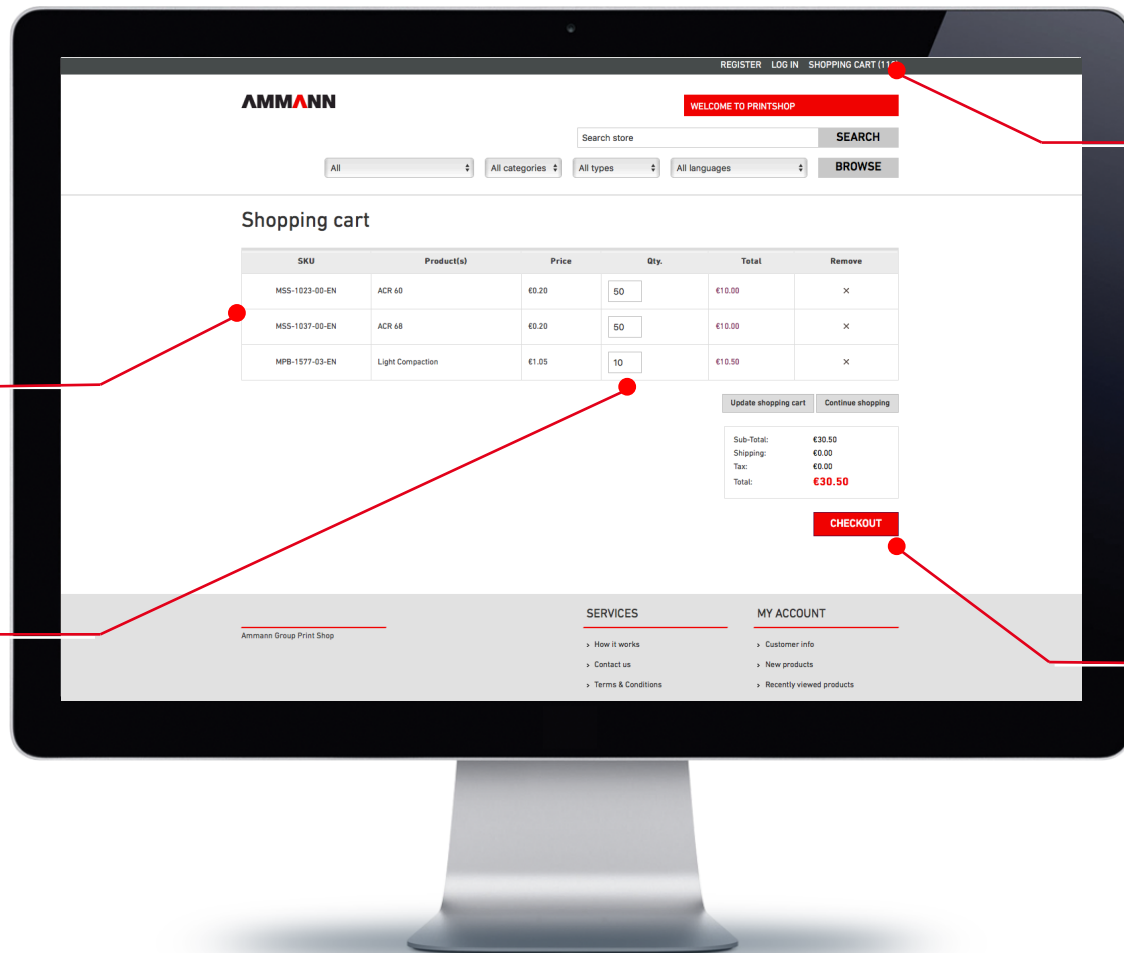 REGISTER LOG IN SHOPPING CART
AMMANN
WELCOME TO PRINTSHOP
Search store SEARCH
All All categories All types All languages BROWSE
Shopping cart
SKU Product(s) Price Qty. Total Remove
MSS-1023-00-EN ACR 60 €0.20 50 €10.00 ×
MSS-1037-00-EN ACR 68 €0.20 50 €10.00 ×
MPB-1577-03-EN Light Compaction €1.05 10 €10.50 ×
Update shopping cart Continue shopping
Sub-Total: €30.50
Shipping: €0.00
Tax: €0.00
Total: €30.50
CHECKOUT
SERVICES MY ACCOUNT
Ammann Group Print Shop
› How it works › Customer info
› Contact us › New products
› Terms & Conditions › Recently viewed products